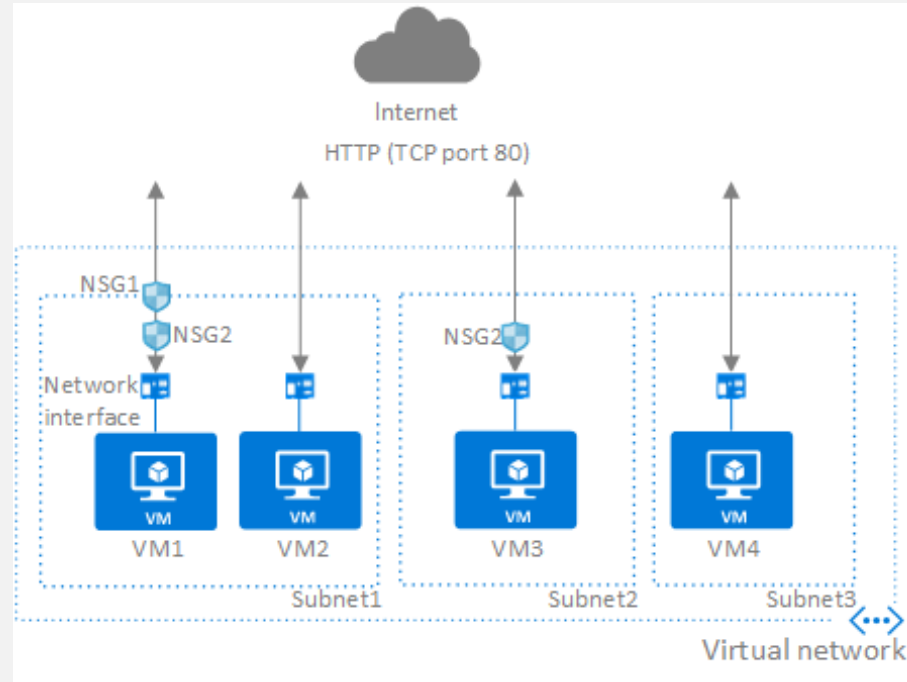 Internet
HTTP (TCP port 80)
NSG1
NSG2
NSG2
Network
interface
VM
VM
VM
VM
VM1
VM2
VM3
VM4
Subnet1
Subnet2
Subnet3
Virtual network